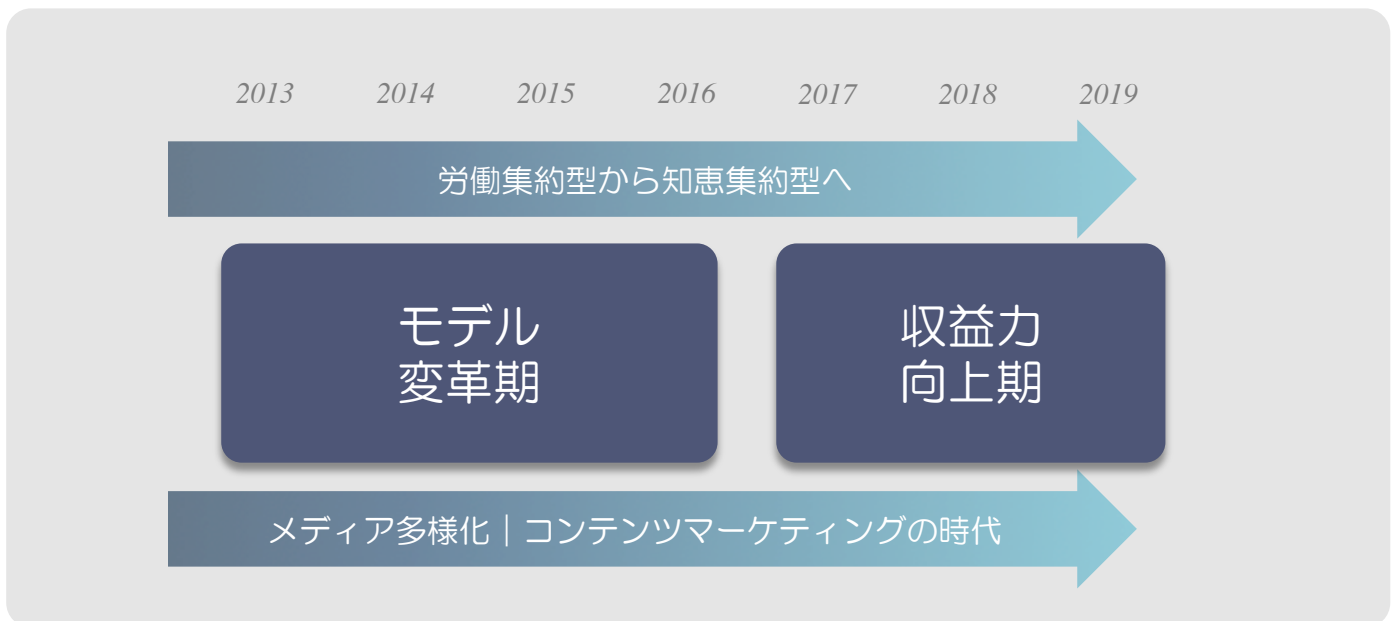 2013 2014 2015 2016 2017 2018 2019
労働集約型から知恵集約型へ
モデル
変革期
収益力
向上期
メディア多様化｜コンテンツマーケティングの時代